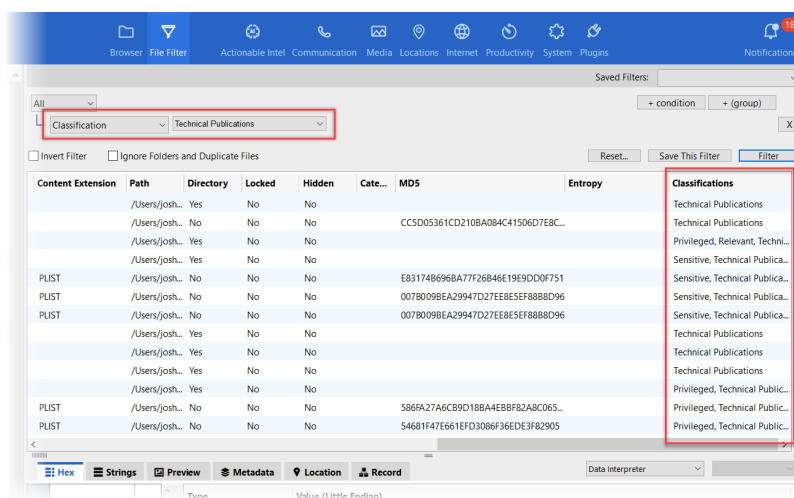 18
Browser File Filter Actionable Intel Communication Media Locations Internet Productivity System Plugins Notification
Saved Filters:
All + condition + (group)
Classification Technical Publications X
Invert Filter Ignore Folders and Duplicate Files Reset... Save This Filter Filter
Content Extension Path Directory Locked Hidden Cate... MD5 Entropy Classifications
/Users/josh... Yes No No Technical Publications
/Users/josh... No No No CC5D05361CD210BA084C41506D7E8C... Technical Publications
/Users/josh... Yes No No Privileged, Relevant, Techni...
/Users/josh... Yes No No Sensitive, Technical Publica...
PLIST /Users/josh... No No No E83174B696BA77F26B46E19E9DD0F751 Sensitive, Technical Publica...
PLIST /Users/josh... No No No 007B009BEA29947D27EE8E5EF88B8D96 Sensitive, Technical Publica...
PLIST /Users/josh... No No No 007B009BEA29947D27EE8E5EF88B8D96 Sensitive, Technical Publica...
/Users/josh... Yes No No Technical Publications
/Users/josh... Yes No No Technical Publications
/Users/josh... Yes No No Technical Publications
/Users/josh... Yes No No Privileged, Technical Public...
PLIST /Users/josh... No No No 586FA27A6CB9D18BA4EBBF82A8C065... Privileged, Technical Public...
PLIST /Users/josh... No No No 54681F47E661EFD3086F36EDE3F82905 Privileged, Technical Public...
Hex Strings Preview Metadata Location Record Data Interpreter
Type Value (Little Endian)